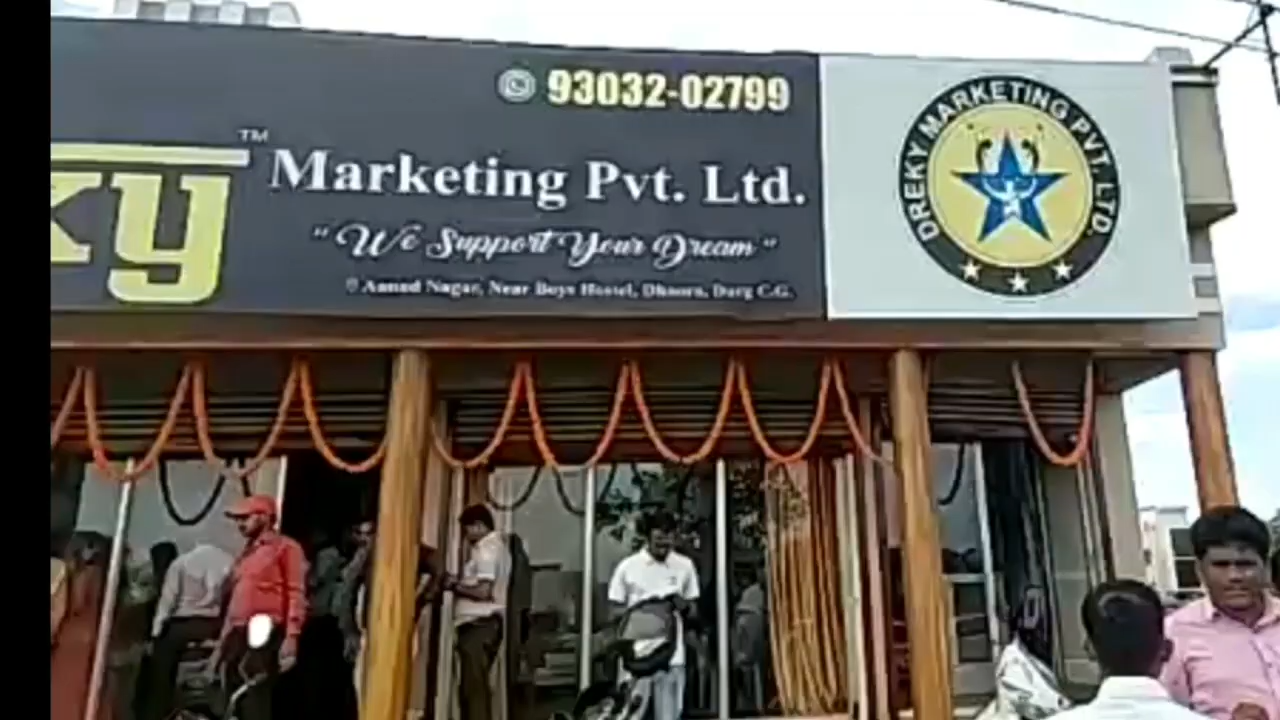 93032-02799
ky
TM
Marketing Pvt. Ltd.
"We Support Your Dream"
Anand Nagar, Near Boys Hostel, Dhaora, Durg C.G.
DREKY MARKETING PVT. LTD.